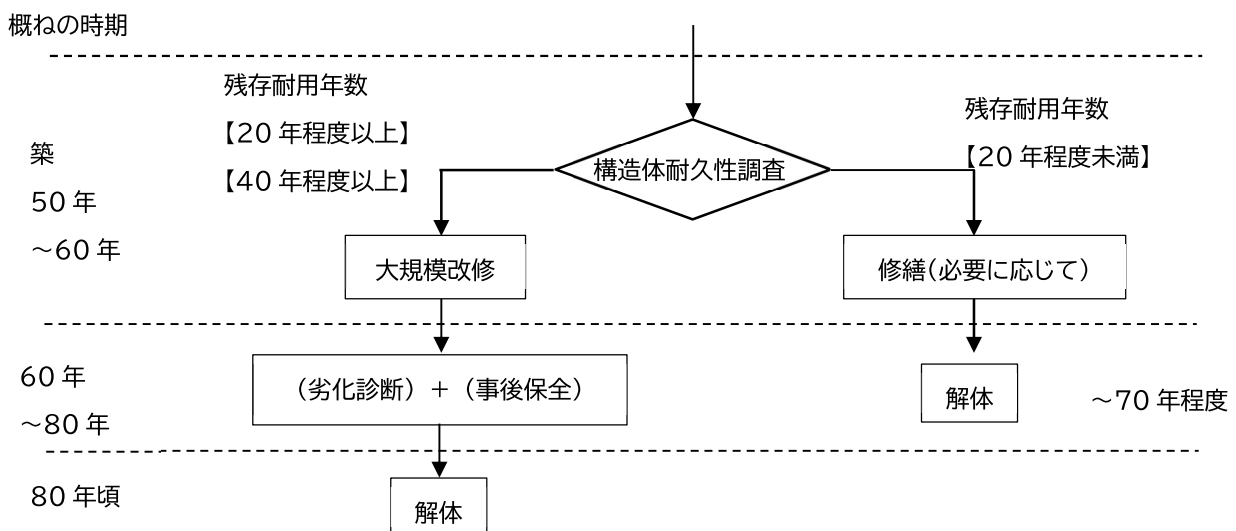 概ねの時期
残存耐用年数
【20 年程度以上】
【40 年程度以上】
残存耐用年数
【20 年程度未満】
築
50 年
～60 年
構造体耐久性調査
大規模改修
修繕（必要に応じて）
60 年
～80 年
（劣化診断）＋（事後保全）
解体
～70 年程度
80 年頃
解体